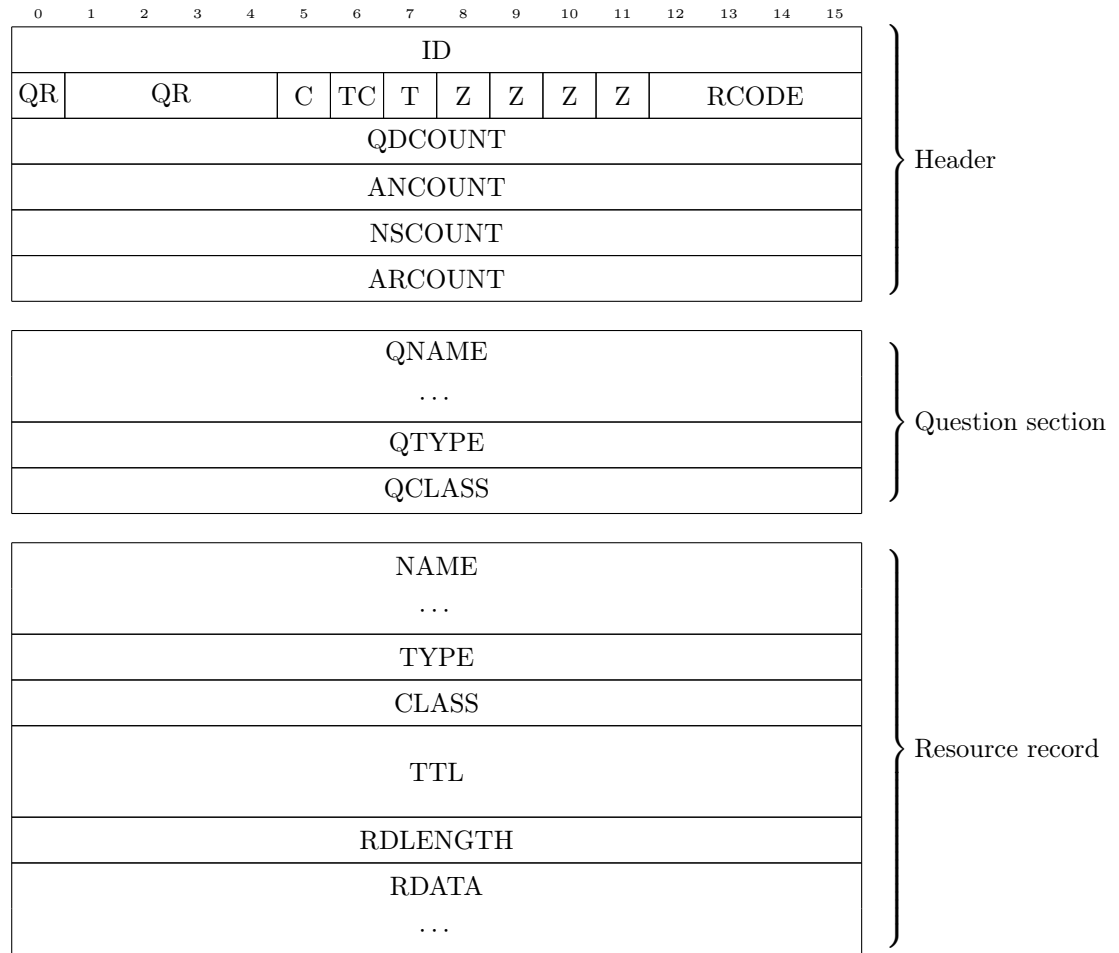 0 1 2 3 4 5 6 7 8 9 10 11 12 13 14 15
ID
QR QR C TC T Z Z Z Z RCODE
QDCOUNT
ANCOUNT
NSCOUNT
ARCOUNT
Header
QNAME
. . .
QTYPE
QCLASS
Question section
NAME
. . .
TYPE
CLASS
TTL
RDLENGTH
RDATA
. . .
Resource record